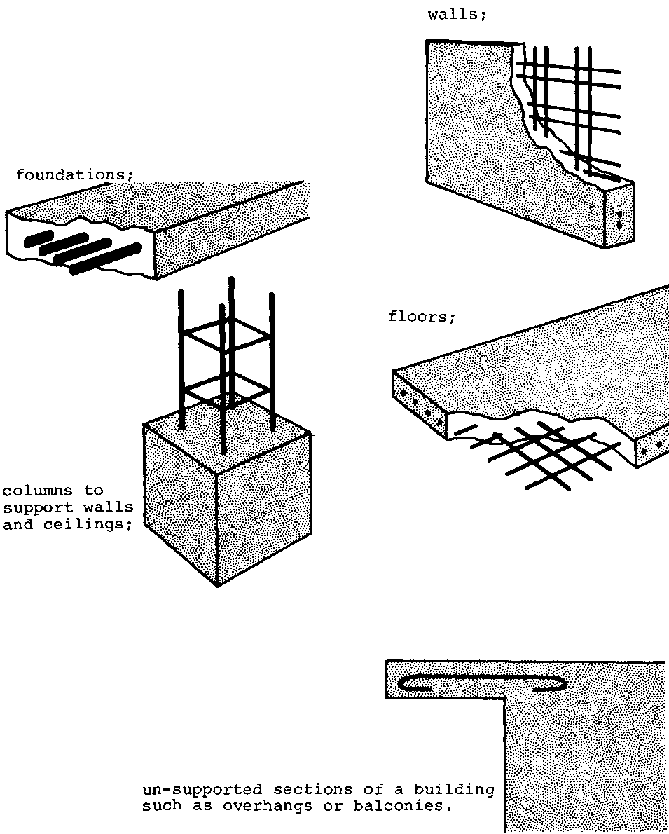 walls;
foundations;
floors;
columns to
support walls
and ceilings;
un-supported sections of a building
such as overhangs or balconies.